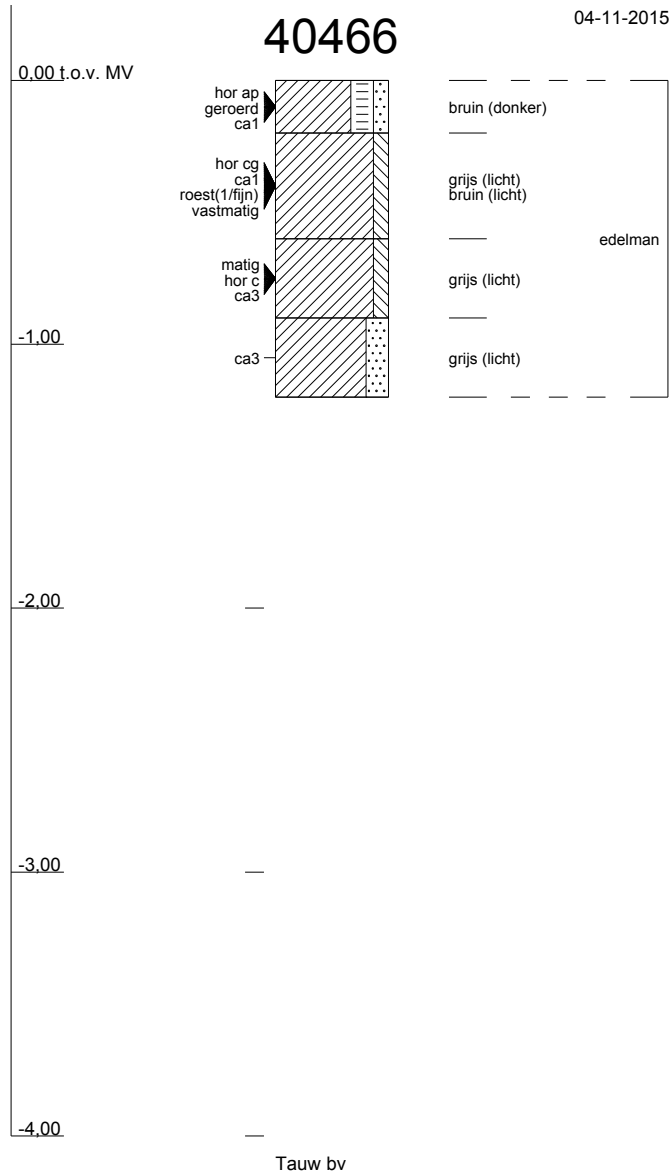 04-11-2015
40466
0,00 t.o.v. MV
hor ap
geroerd
ca1
bruin (donker)
hor cg
ca1
roest(1/fijn)
vastmatig
grijs (licht)
bruin (licht)
edelman
matig
hor c
ca3
grijs (licht)
-1,00
ca3
grijs (licht)
-2,00
-3,00
-4,00
Tauw bv